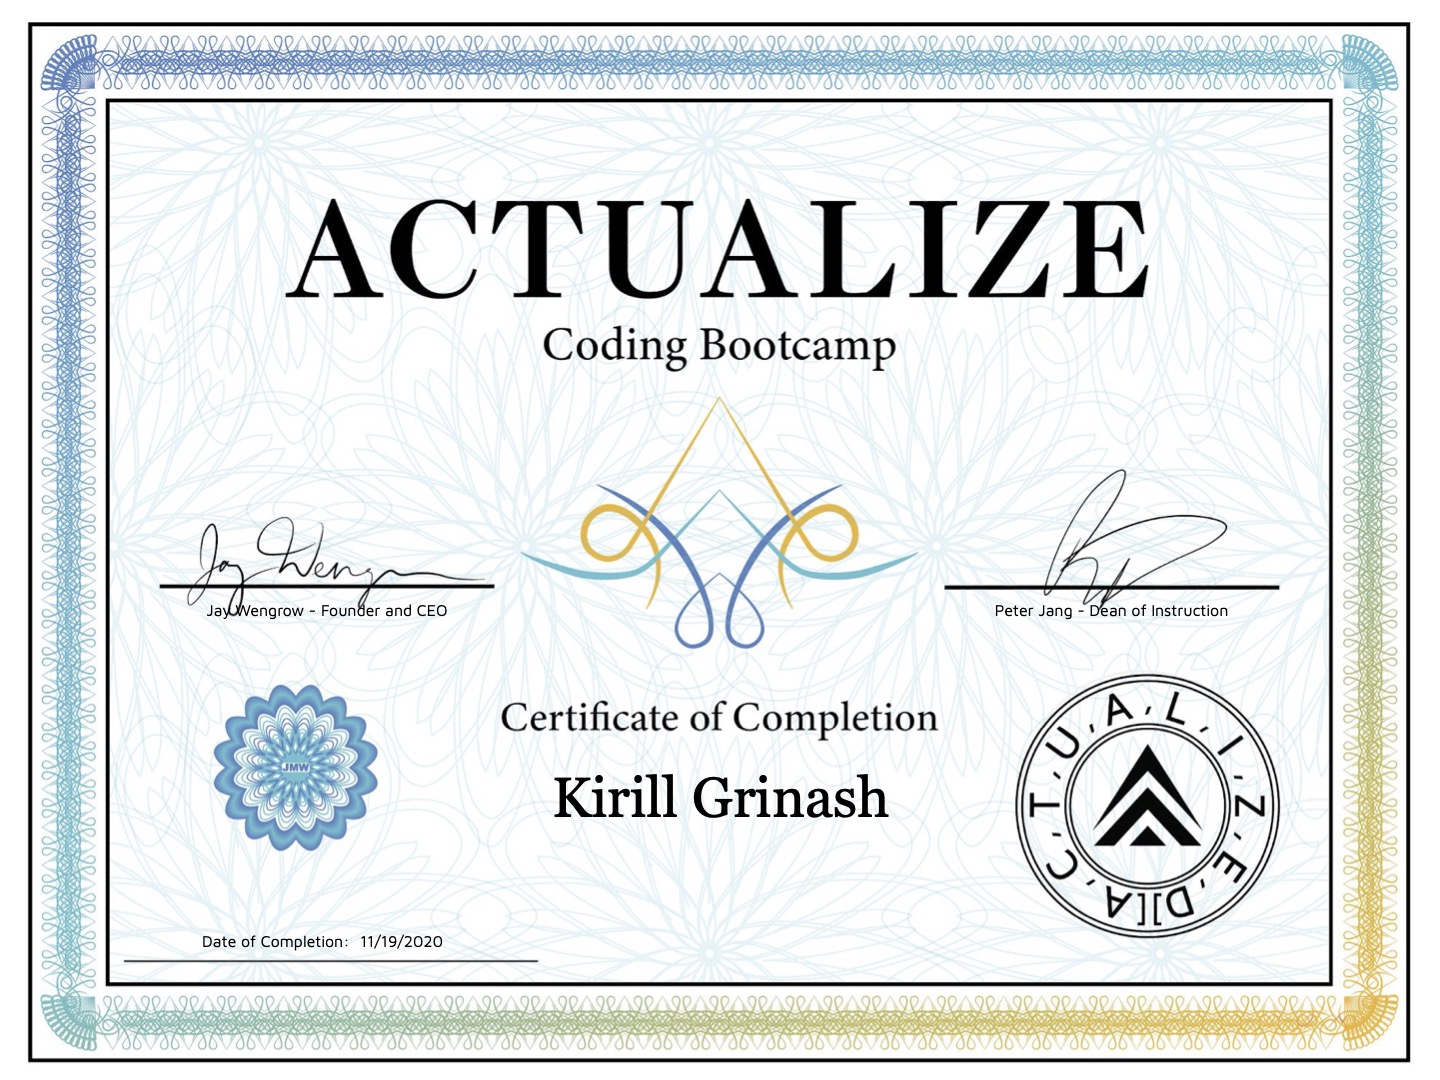 ACTUALIZE
Coding Bootcamp
Jay Wengrow
Jay Wengrow - Founder and CEO
Peter Jang - Dean of Instruction
Certificate of Completion
Kirill Grinash
JMW
A,C,T,U,A,L,I,Z,E,D][
Date of Completion: 11/19/2020